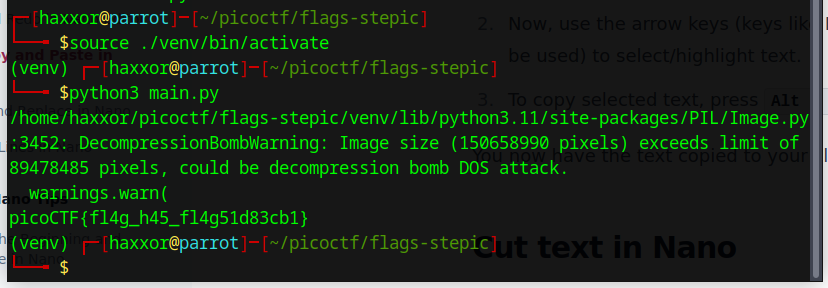 ┌─[haxxor@parrot]─[~/picoctf/flags-stepic]
└──╼ $source ./venv/bin/activate
(venv) ┌─[haxxor@parrot]─[~/picoctf/flags-stepic]
└──╼ $python3 main.py
/home/haxxor/picoctf/flags-stepic/venv/lib/python3.11/site-packages/PIL/Image.py
:3452: DecompressionBombWarning: Image size (150658990 pixels) exceeds limit of
89478485 pixels, could be decompression bomb DOS attack.
  warnings.warn(
picoCTF{fl4g_h45_fl4g51d83cb1}
(venv) ┌─[haxxor@parrot]─[~/picoctf/flags-stepic]
└──╼ $
2. Now, use the arrow keys (keys
be used) to select/highlight text.
3. To copy selected text, press Alt
You now have the text copied to your
Cut text in Nano